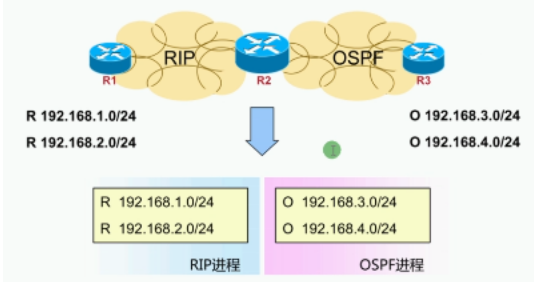 RIP
OSPF
R1
R2
R3
R 192.168.1.0/24
O 192.168.3.0/24
R 192.168.2.0/24
O 192.168.4.0/24
R 192.168.1.0/24
R 192.168.2.0/24
O 192.168.3.0/24
O 192.168.4.0/24
RIP进程
OSPF进程